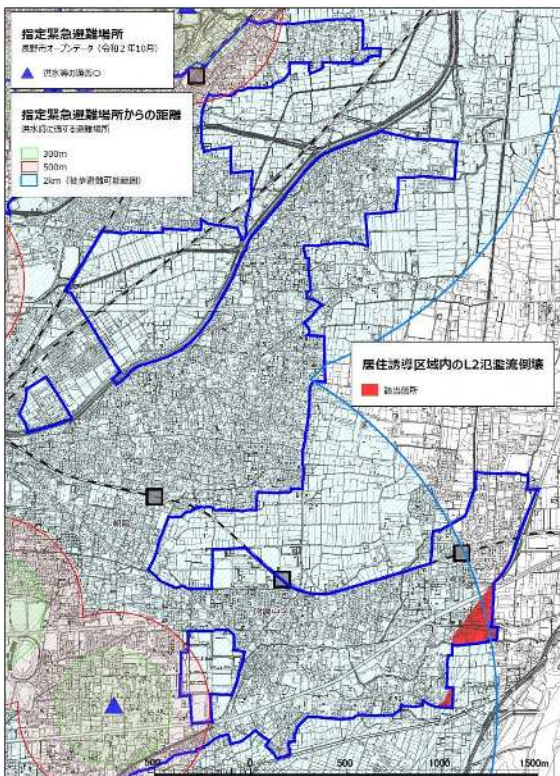 指定緊急避難場所
長野市オープンデータ(令和2年10月)
洪水等の適否○
指定緊急避難場所からの距離
洪水時に適する避難場所
300m
500m
2km(徒歩避難可能範囲)
居住誘導区域内のL2氾濫流倒壊
該当箇所
朝陽
500
0
500
1000
1500m